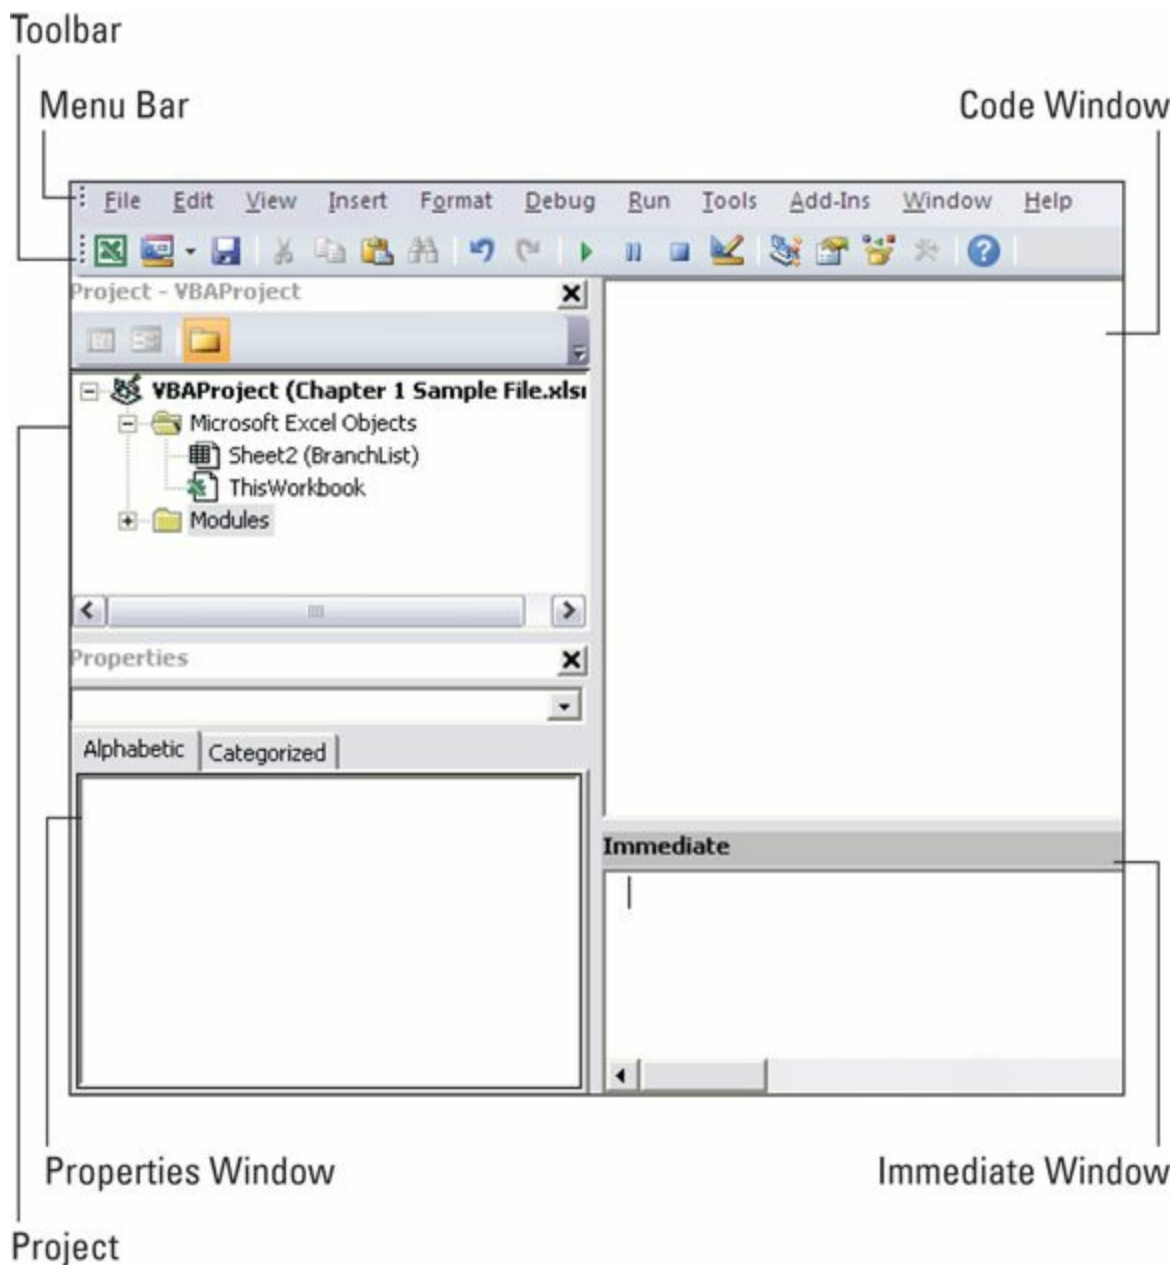 Toolbar
Menu Bar
Code Window
File Edit View Insert Format Debug Run Tools Add-Ins Window Help
Project - VBAProject
VBAProject (Chapter 1 Sample File.xlsm
Microsoft Excel Objects
Sheet2 (BranchList)
ThisWorkbook
Modules
Properties
Alphabetic Categorized
Immediate
Properties Window
Immediate Window
Project